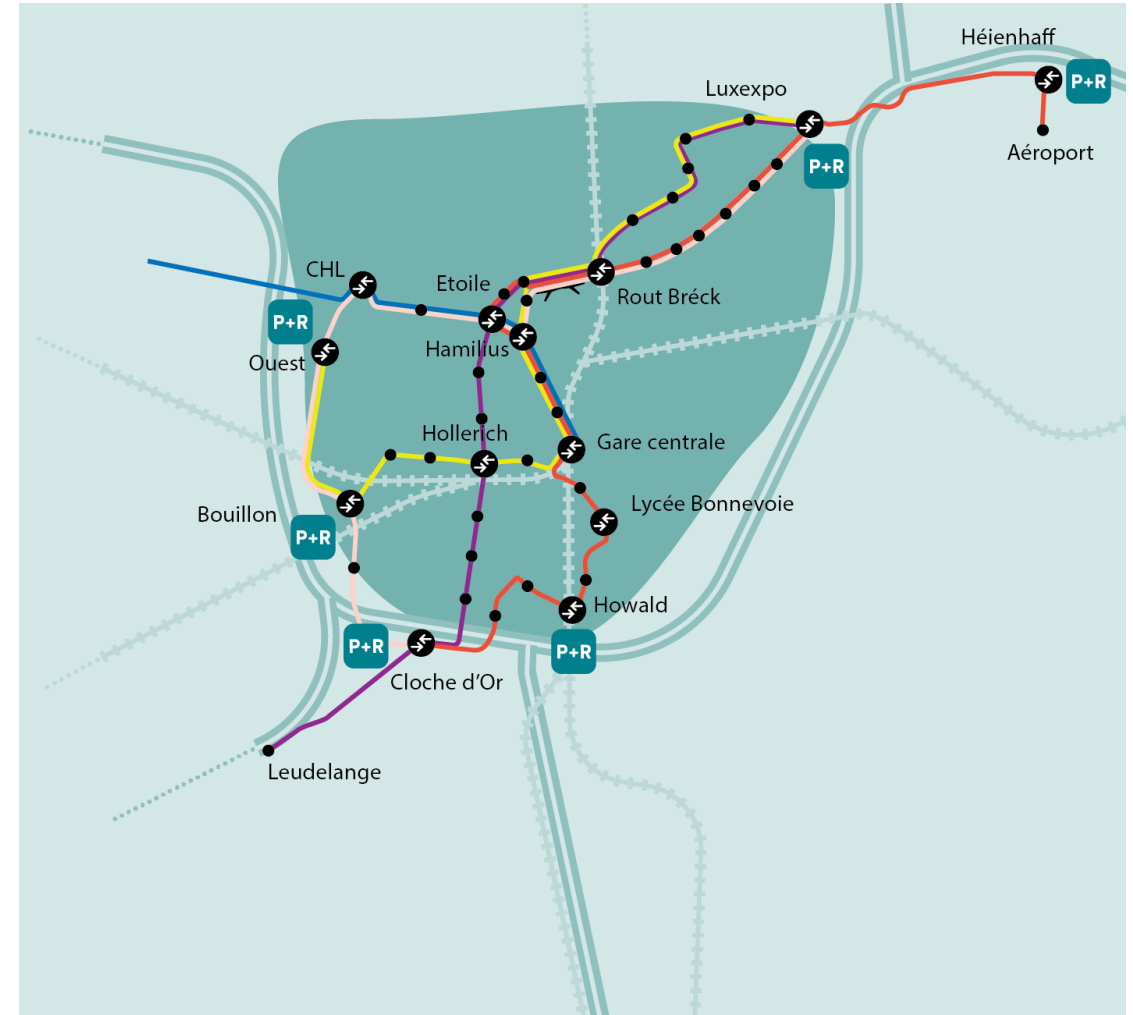 Héienhaff
P+R
Luxexpo
Aéroport
P+R
CHL
Etoile
Rout Bréck
P+R
Hamilius
Ouest
Hollerich
Gare centrale
Lycée Bonnevoie
Bouillon
P+R
Howald
P+R
P+R
Cloche d’Or
Leudelange